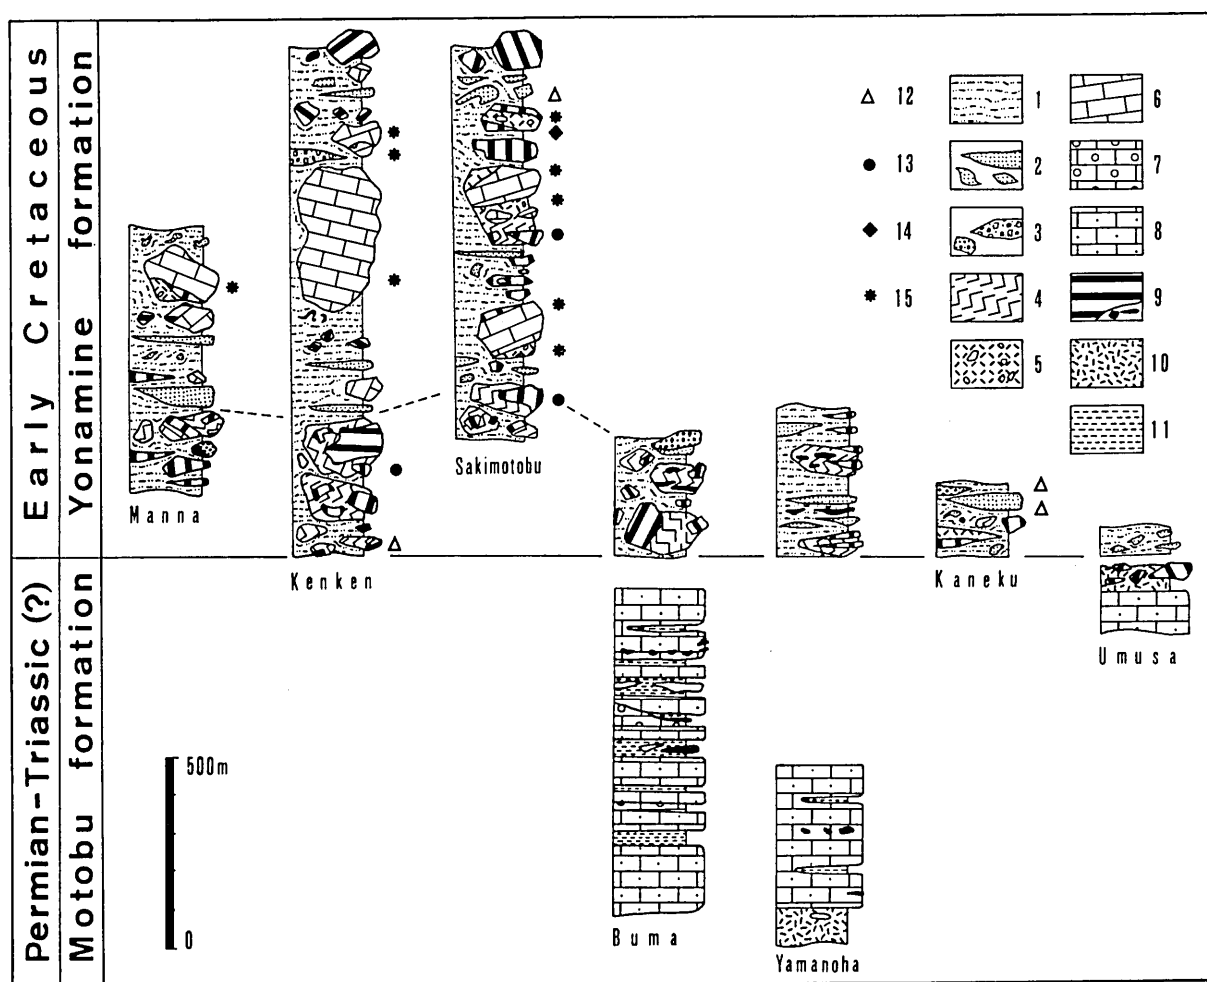 Early Cretaceous
Yonamine formation
Permian-Triassic (?)
Motobu formation
Manna
Kenken
Sakimotobu
Kaneku
Umusa
Buma
Yamanoha
500m
0
12
13
14
15
1
2
3
4
5
6
7
8
9
10
11